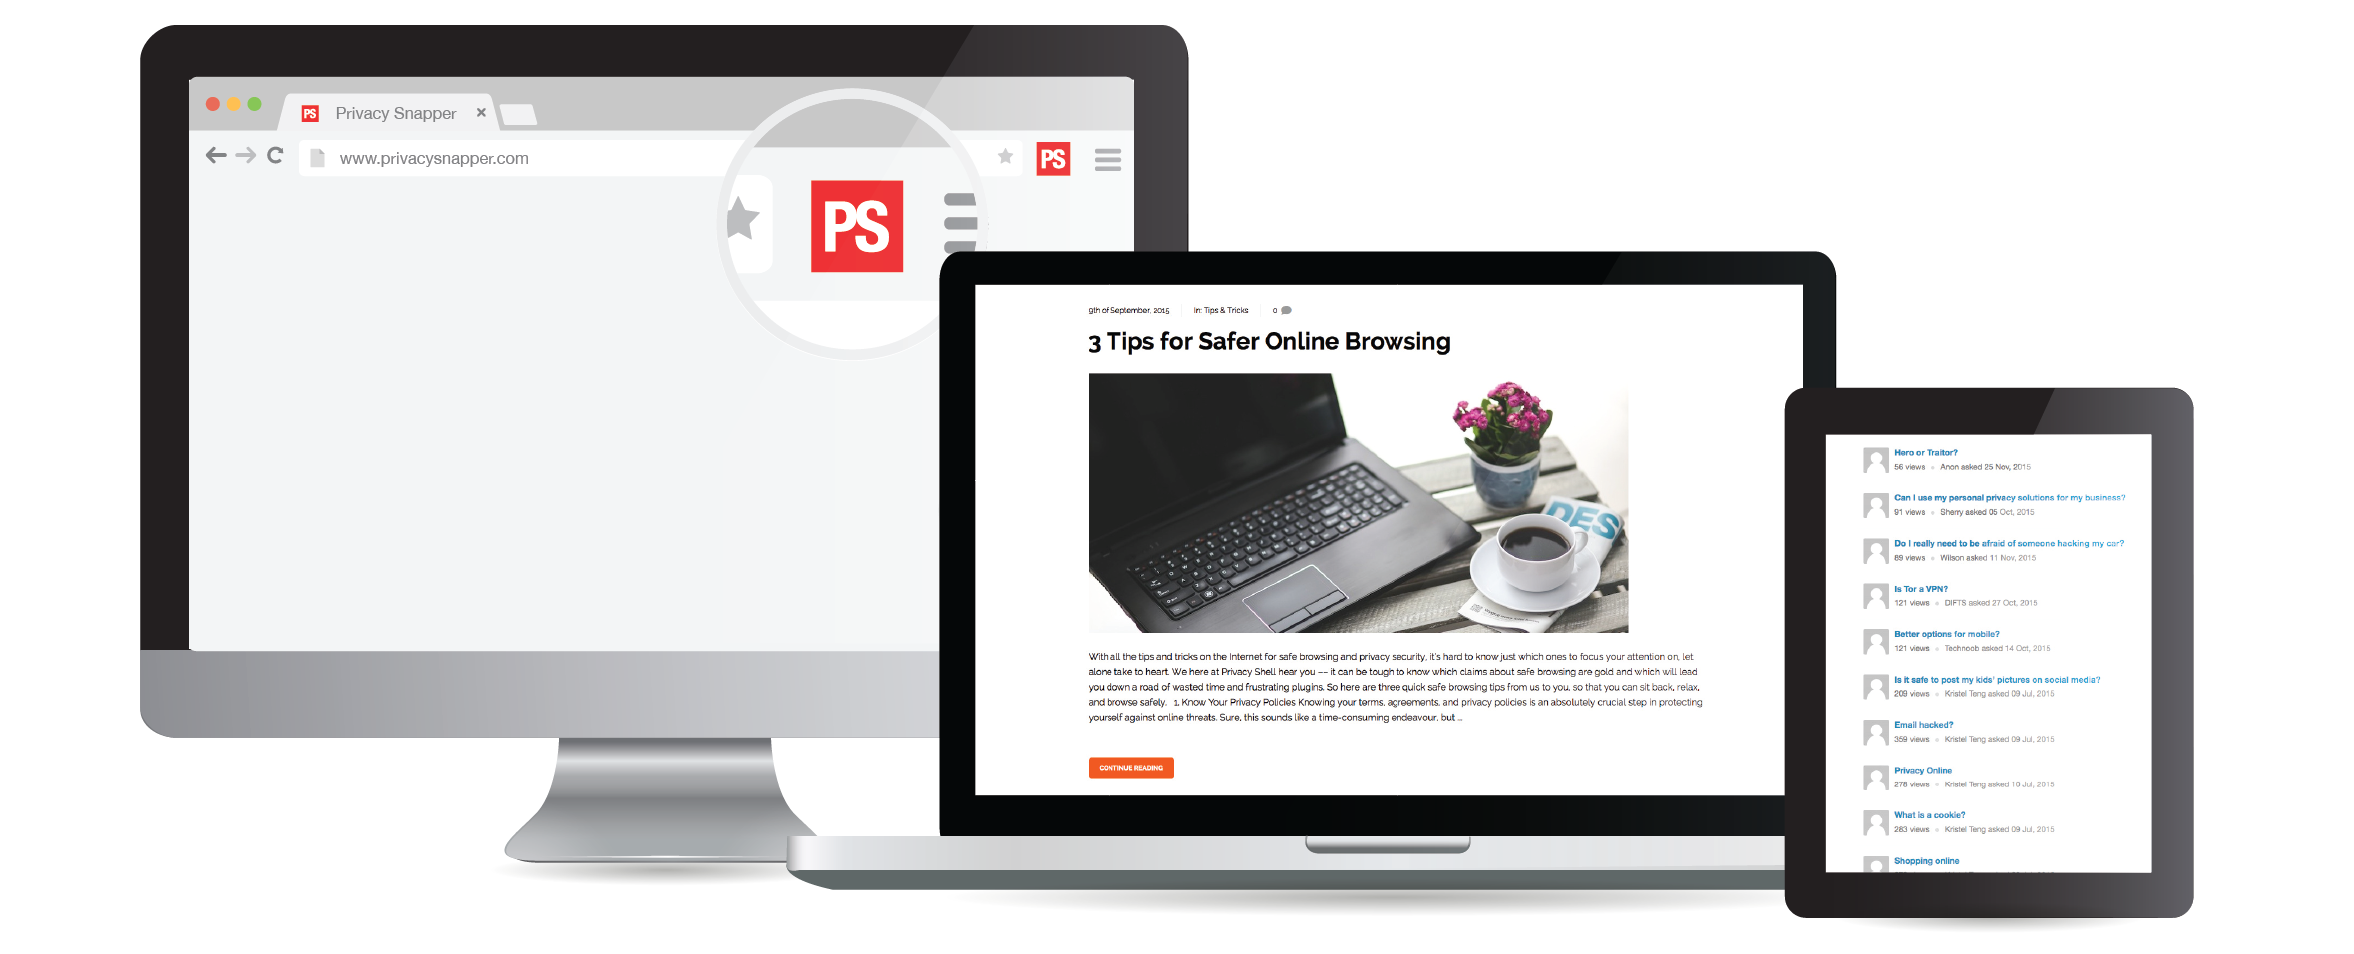 PS Privacy Snapper
www.privacysnapper.com
PS
PS
9th of September, 2015 In: Tips & Tricks 0
3 Tips for Safer Online Browsing
DES
With all the tips and tricks on the Internet for safe browsing and privacy security, it's hard to know just which ones to focus your attention on, let
alone take to heart. We here at Privacy Shell hear you –– it can be tough to know which claims about safe browsing are gold and which will lead
you down a road of wasted time and frustrating plugins. So here are three quick safe browsing tips from us to you, so that you can sit back, relax,
and browse safely. 1. Know Your Privacy Policies Knowing your terms, agreements, and privacy policies is an absolutely crucial step in protecting
yourself against online threats. Sure, this sounds like a time-consuming endeavour, but ...
CONTINUE READING
Hero or Traitor?
56 views Anon asked 25 Nov, 2015
Can I use my personal privacy solutions for my business?
91 views Sherry asked 05 Oct, 2015
Do I really need to be afraid of someone hacking my car?
69 views Wilson asked 11 Nov, 2015
Is Tor a VPN?
121 views DIFTS asked 27 Oct, 2015
Better options for mobile?
121 views Technoob asked 14 Oct, 2015
Is it safe to post my kids' pictures on social media?
209 views Kristel Teng asked 09 Jul, 2015
Email hacked?
359 views Kristel Teng asked 09 Jul, 2015
Privacy Online
278 views Kristel Teng asked 10 Jul, 2015
What is a cookie?
283 views Kristel Teng asked 09 Jul, 2015
Shopping online